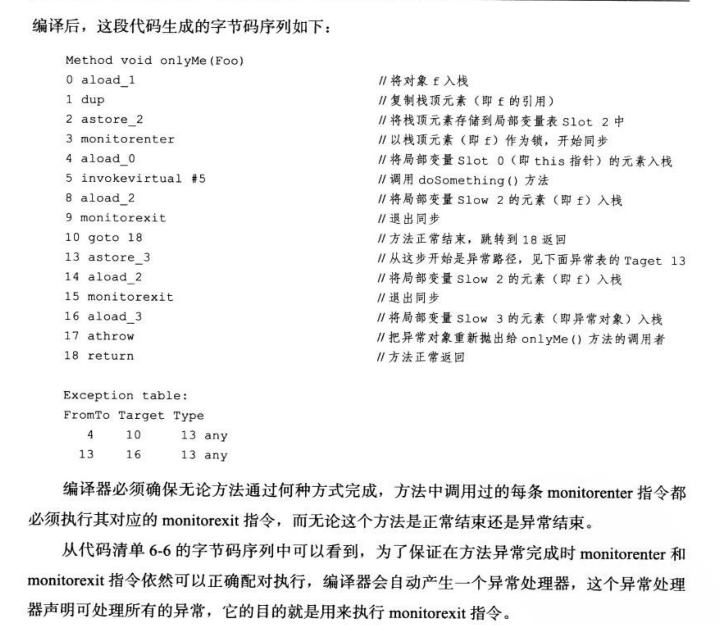 编译后，这段代码生成的字节码序列如下：
Method void onlyMe(Foo)
0 aload_1 //将对象 f 入栈
1 dup //复制栈顶元素（即 f 的引用）
2 astore_2 //将栈顶元素存储到局部变量表 Slot 2 中
3 monitorenter //以栈顶元素（即 f）作为锁，开始同步
4 aload_0 //将局部变量 Slot 0（即 this 指针）的元素入栈
5 invokevirtual #5 //调用 doSomething() 方法
8 aload_2 //将局部变量 Slow 2 的元素（即 f）入栈
9 monitorexit //退出同步
10 goto 18 //方法正常结束，跳转到 18 返回
13 astore_3 //从这步开始是异常路径，见下面异常表的 Taget 13
14 aload_2 //将局部变量 Slow 2 的元素（即 f）入栈
15 monitorexit //退出同步
16 aload_3 //将局部变量 Slow 3 的元素（即异常对象）入栈
17 athrow //把异常对象重新抛出给 onlyMe() 方法的调用者
18 return //方法正常返回
Exception table:
FromTo Target Type
4 10 13 any
13 16 13 any
编译器必须确保无论方法通过何种方式完成，方法中调用过的每条 monitorenter 指令都
必须执行其对应的 monitorexit 指令，而无论这个方法是正常结束还是异常结束。
从代码清单 6-6 的字节码序列中可以看到，为了保证在方法异常完成时 monitorenter 和
monitorexit 指令依然可以正确配对执行，编译器会自动产生一个异常处理器，这个异常处理
器声明可处理所有的异常，它的目的就是用来执行 monitorexit 指令。